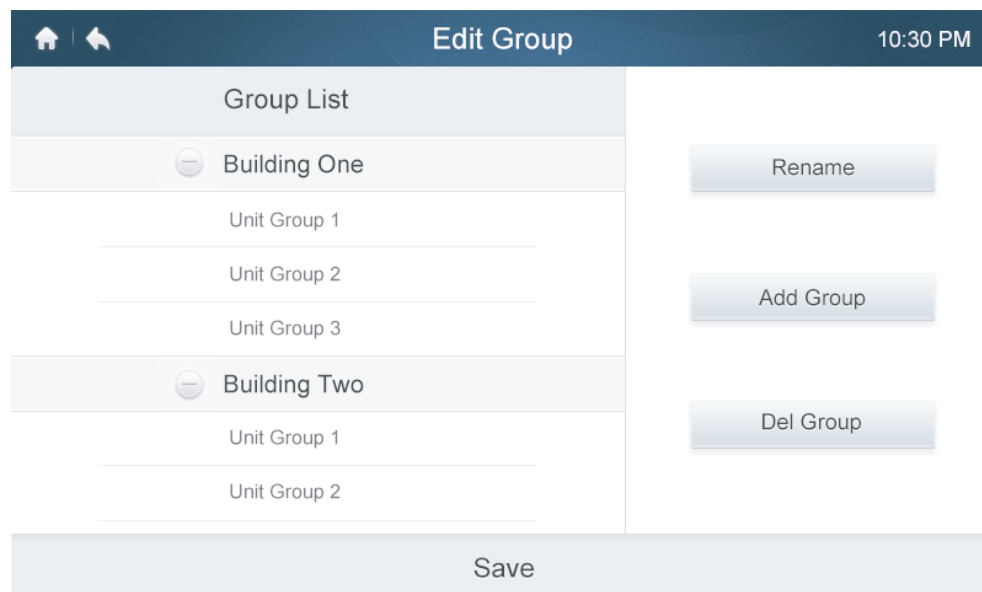 Edit Group
10:30 PM
Group List
Building One
Unit Group 1
Unit Group 2
Unit Group 3
Building Two
Unit Group 1
Unit Group 2
Rename
Add Group
Del Group
Save